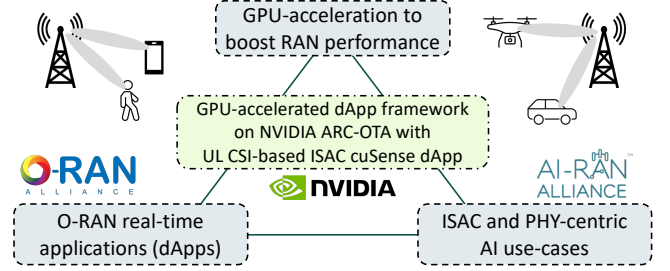 GPU-acceleration to
boost RAN performance
GPU-accelerated dApp framework
on NVIDIA ARC-OTA with
UL CSI-based ISAC cuSense dApp
O-RAN
ALLIANCE
NVIDIA
AI-RAN
ALLIANCE
TM
O-RAN real-time
applications (dApps)
ISAC and PHY-centric
AI use-cases